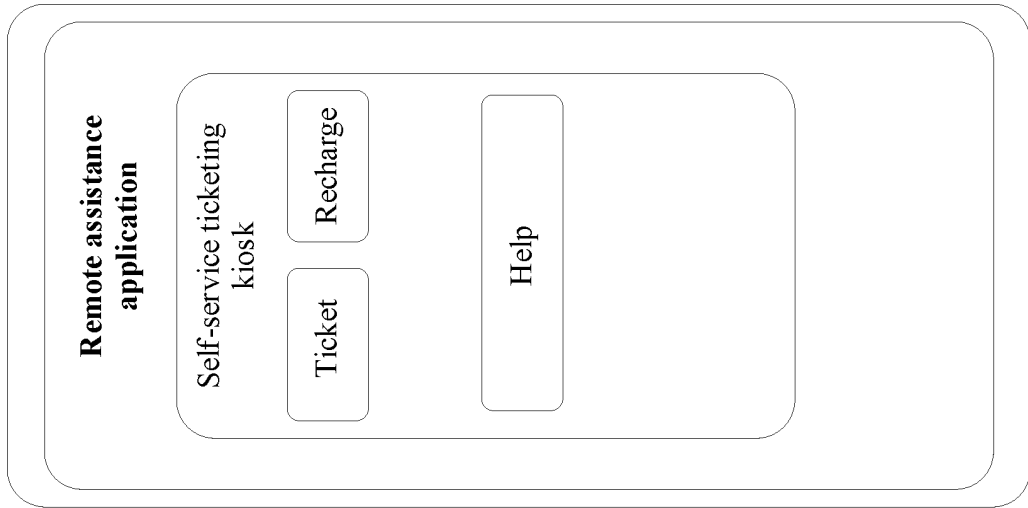 Remote assistance
application
Self-service ticketing
kiosk
Ticket
Recharge
Help